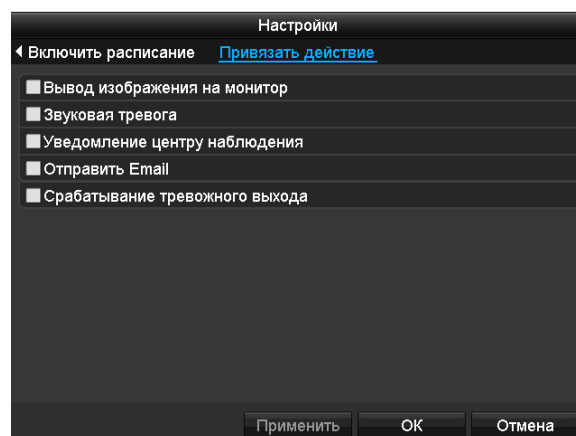 Настройки
Включить расписание Привязать действие
Вывод изображения на монитор
Звуковая тревога
Уведомление центру наблюдения
Отправить Email
Срабатывание тревожного выхода
Применить ОК Отмена